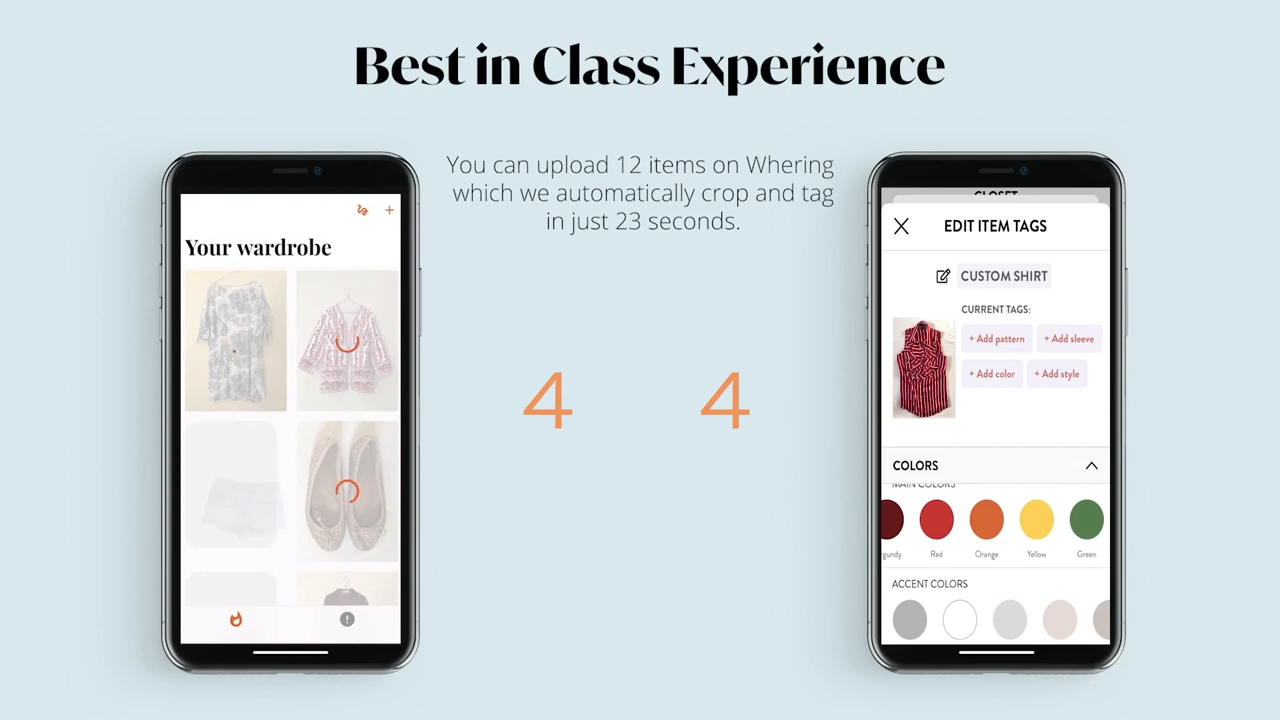 Best in Class Experience
You can upload 12 items on Whering
which we automatically crop and tag
in just 23 seconds.
Your wardrobe
4
4
CLOSET
EDIT ITEM TAGS
CUSTOM SHIRT
CURRENT TAGS:
+ Add pattern
+ Add sleeve
+ Add color
+ Add style
COLORS
MAIN COLORS
rgundy
Red
Orange
Yellow
Green
ACCENT COLORS